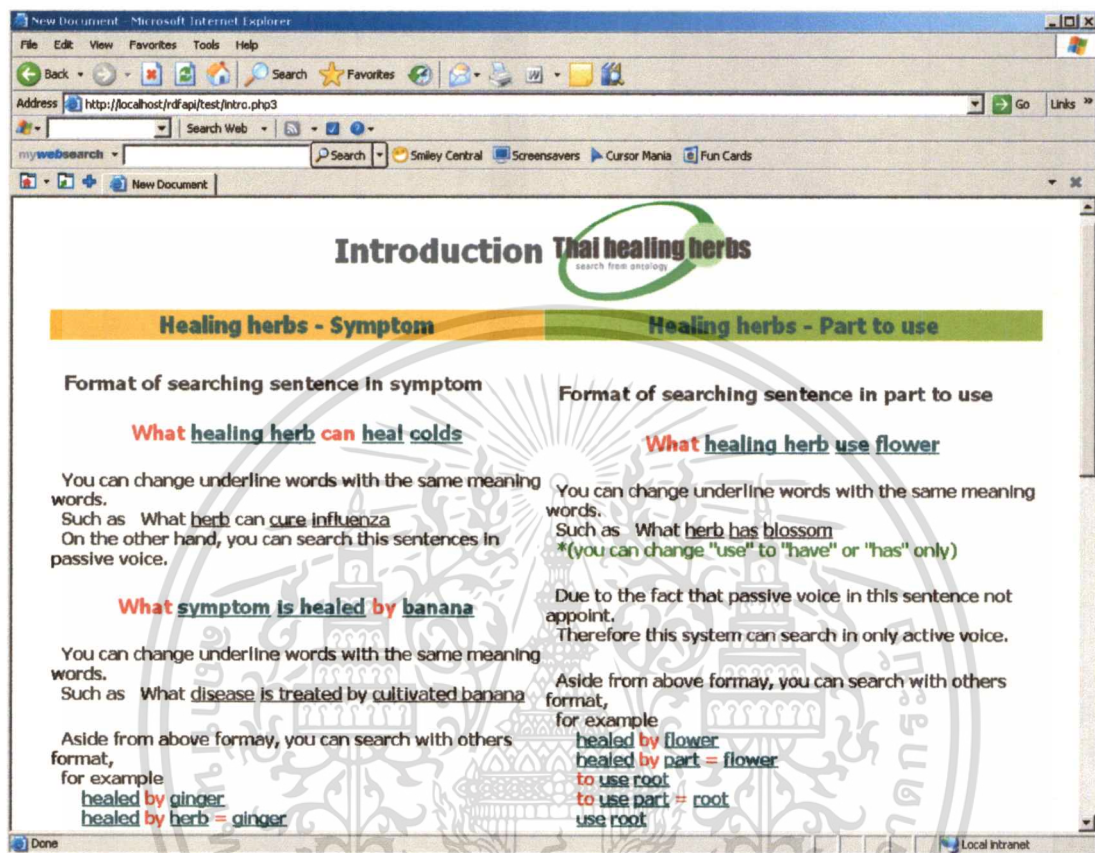 New Document - Microsoft Internet Explorer
File Edit View Favorites Tools Help
Back Search Favorites
Address http://localhost/rdfapi/test/intro.php3 Go Links »
Search Web
mywebsearch Search Smiley Central Screensavers Cursor Mania Fun Cards
New Document
Introduction Thai healing herbs
search from antology
Healing herbs - Symptom
Format of searching sentence in symptom
What healing herb can heal colds
You can change underline words with the same meaning
words.
Such as What herb can cure influenza
On the other hand, you can search this sentences in
passive voice.
What symptom is healed by banana
You can change underline words with the same meaning
words.
Such as What disease is treated by cultivated banana
Aside from above formay, you can search with others
format,
for example
healed by ginger
healed by herb = ginger
Healing herbs - Part to use
Format of searching sentence in part to use
What healing herb use flower
You can change underline words with the same meaning
words.
Such as What herb has blossom
*(you can change "use" to "have" or "has" only)
Due to the fact that passive voice in this sentence not
appoint.
Therefore this system can search in only active voice.
Aside from above formay, you can search with others
format,
for example
healed by flower
healed by part = flower
to use root
to use part = root
use root
Done Local intranet